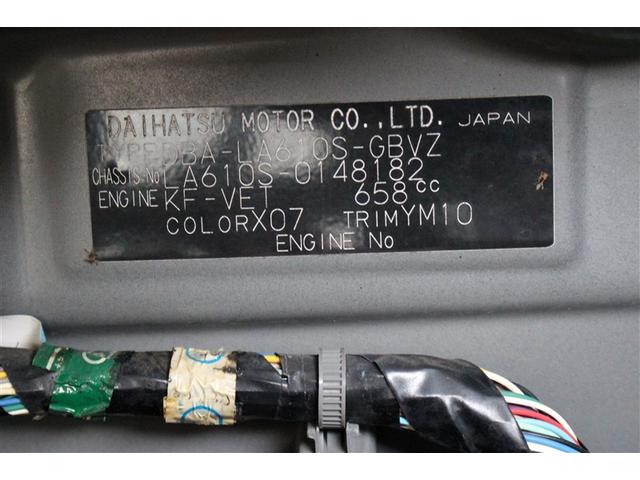 DAIHATSU MOTOR CO.,LTD. JAPAN
TYPE DBA-LA610S-GBVZ
CHASSIS No LA610S-0148182
ENGINE KF-VET 658cc
COLOR X07 TRIM YM10
ENGINE No